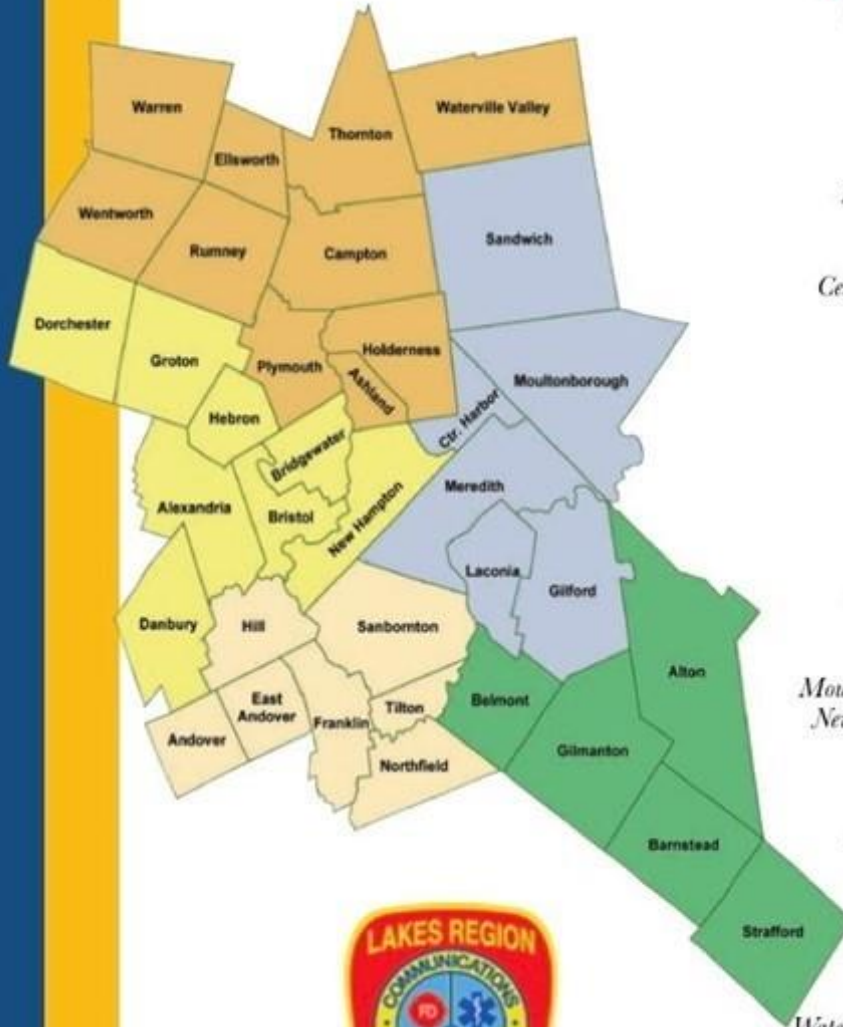 Warren
Waterville Valley
Thornton
Ellsworth
Wentworth
Rumney
Campton
Sandwich
Dorchester
Groton
Plymouth
Holderness
Ashland
Moultonborough
Hebron
Ctr. Harbor
Bridgewater
Alexandria
Bristol
New Hampton
Meredith
Laconia
Gilford
Danbury
Hill
Sanbornton
Alton
East
Andover
Belmont
Tilton
Franklin
Andover
Gilmanton
Northfield
Barnstead
Strafford
LAKES REGION
COMMUNICATIONS
FD